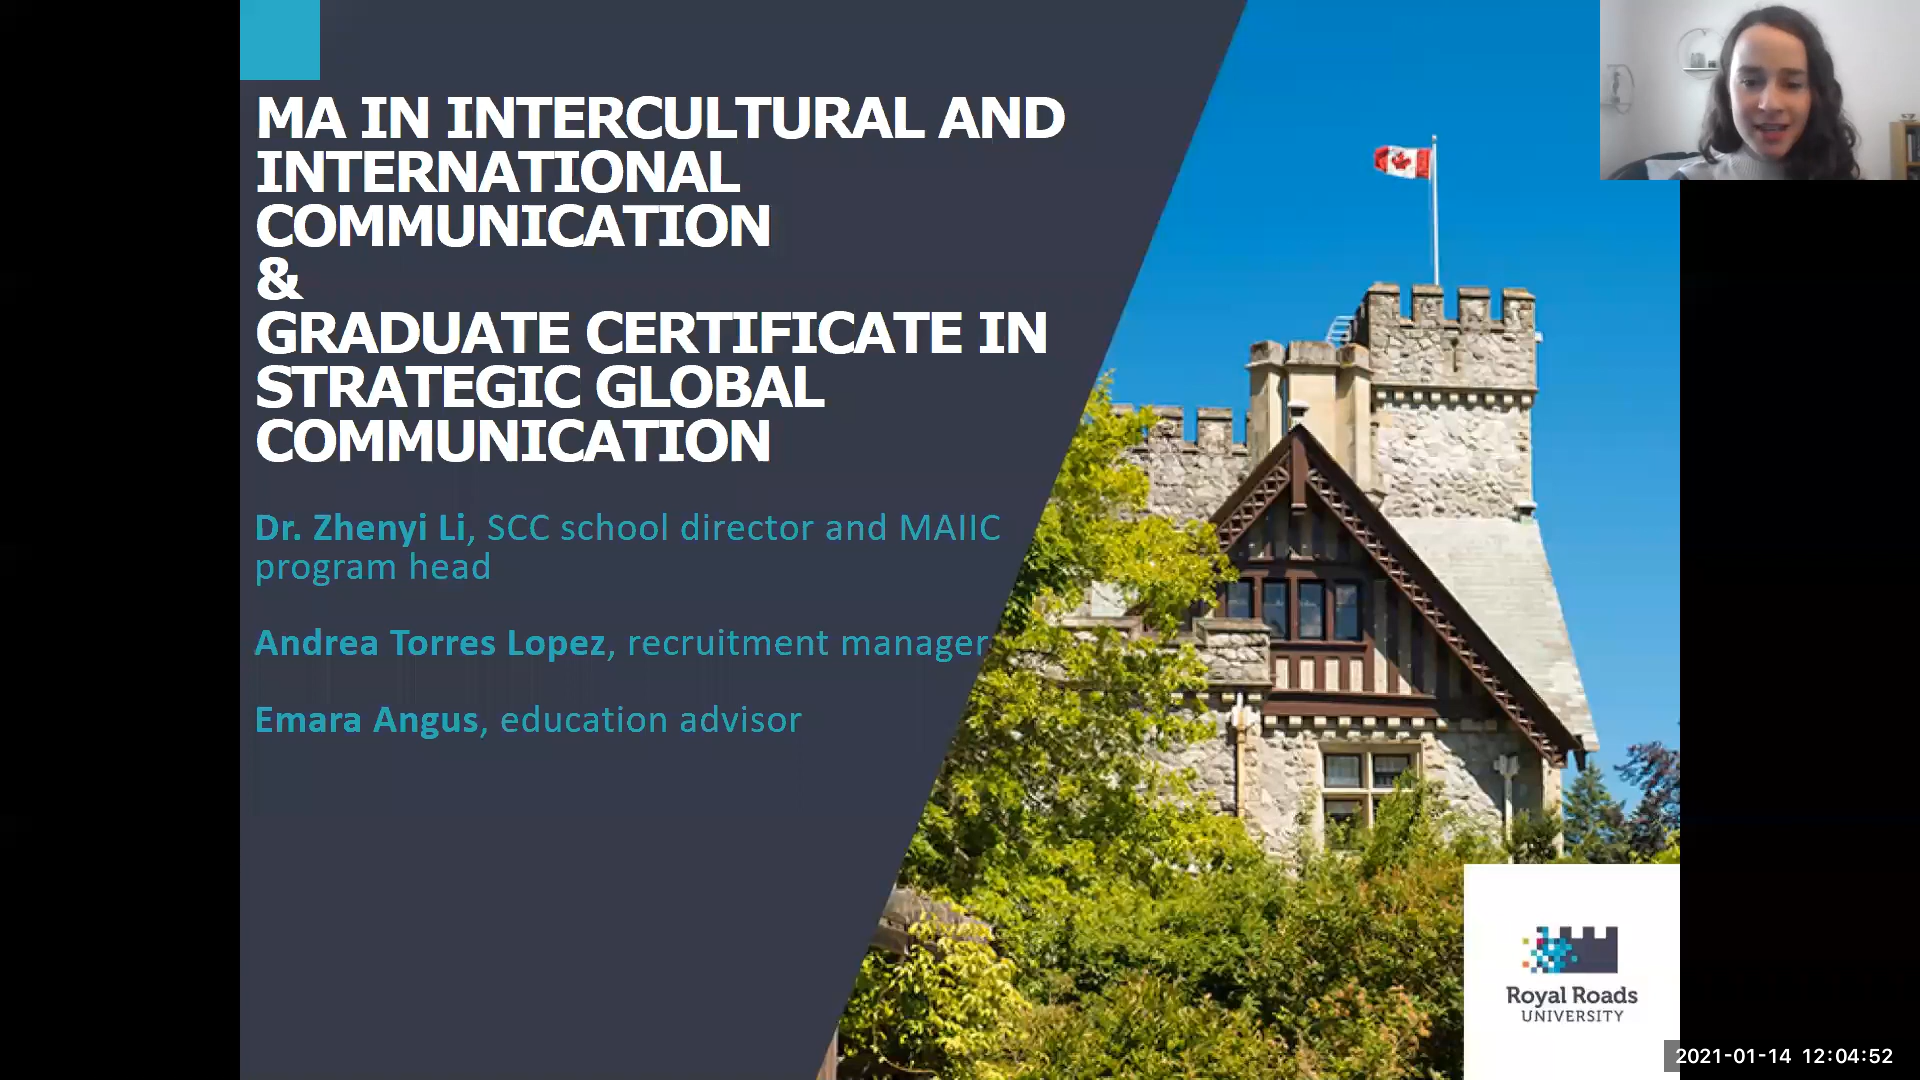 MA IN INTERCULTURAL AND
INTERNATIONAL
COMMUNICATION
&
GRADUATE CERTIFICATE IN
STRATEGIC GLOBAL
COMMUNICATION
Dr. Zhenyi Li, SCC school director and MAIIC
program head
Andrea Torres Lopez, recruitment manager
Emara Angus, education advisor
Royal Roads
UNIVERSITY
2021-01-14 12:04:52